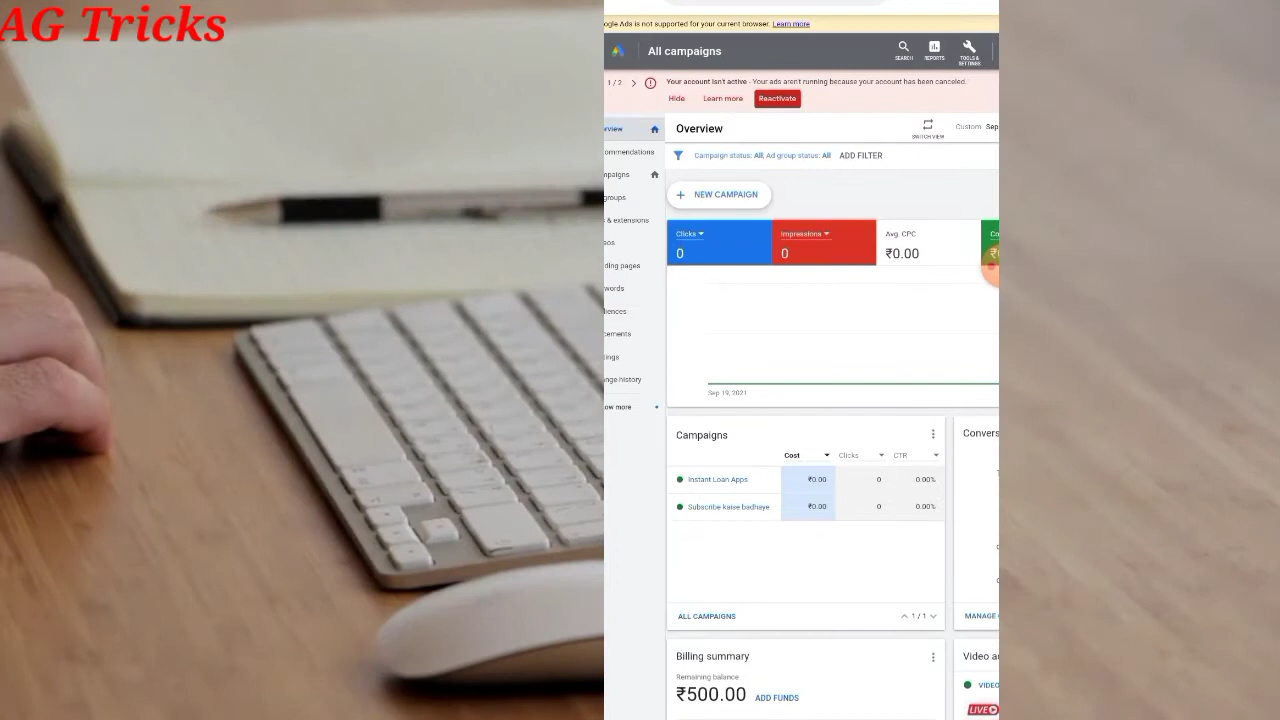 AG Tricks
ogle Ads is not supported for your current browser. Learn more
All campaigns
SEARCH
REPORTS
TOOLS & SETTINGS
1 / 2
Your account isn't active - Your ads aren't running because your account has been canceled.
Hide
Learn more
Reactivate
rview
ommendations
mpaigns
groups
s & extensions
eos
ding pages
words
iences
cements
tings
ange history
ow more
Overview
SWITCH VIEW
Custom Sep
Campaign status: All; Ad group status: All
ADD FILTER
+ NEW CAMPAIGN
Clicks
0
Impressions
0
Avg. CPC
₹0.00
Co
Sep 19, 2021
Campaigns
Cost Clicks CTR
Instant Loan Apps ₹0.00 0 0.00%
Subscribe kaise badhaye ₹0.00 0 0.00%
ALL CAMPAIGNS
1 / 1
Convers
MANAGE
Billing summary
Remaining balance
₹500.00 ADD FUNDS
Video a
VIDEO
LIVE